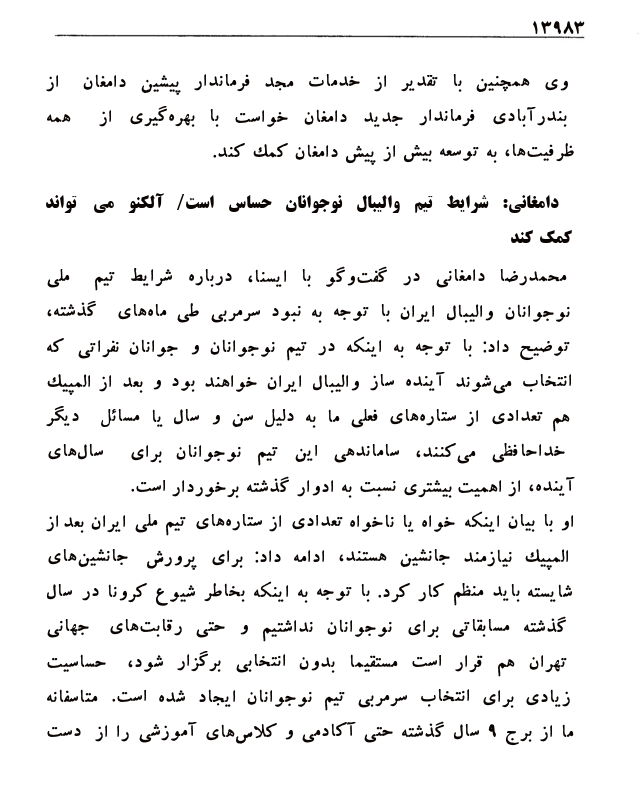 ۱۳۹۸۳
وی همچنین با تقدیر از خدمات مجد فرماندار پیشین دامغان از
بندرآبادی فرماندار جدید دامغان خواست با بهره‌گیری از همه
ظرفیت‌ها، به توسعه بیش از پیش دامغان کمک کند.
دامغانی: شرایط تیم والیبال نوجوانان حساس است/ آلکنو می تواند
کمک کند
محمدرضا دامغانی در گفت‌وگو با ایسنا، درباره شرایط تیم ملی
نوجوانان والیبال ایران با توجه به نبود سرمربی طی ماه‌های گذشته،
توضیح داد: با توجه به اینکه در تیم نوجوانان و جوانان نفراتی که
انتخاب می‌شوند آینده ساز والیبال ایران خواهند بود و بعد از المپیک
هم تعدادی از ستاره‌های فعلی ما به دلیل سن و سال یا مسائل دیگر
خداحافظی می‌کنند، ساماندهی این تیم نوجوانان برای سال‌های
آینده، از اهمیت بیشتری نسبت به ادوار گذشته برخوردار است.
او با بیان اینکه خواه یا ناخواه تعدادی از ستاره‌های تیم ملی ایران بعد از
المپیک نیازمند جانشین هستند، ادامه داد: برای پرورش جانشین‌های
شایسته باید منظم کار کرد. با توجه به اینکه بخاطر شیوع کرونا در سال
گذشته مسابقاتی برای نوجوانان نداشتیم و حتی رقابت‌های جهانی
تهران هم قرار است مستقیما بدون انتخابی برگزار شود، حساسیت
زیادی برای انتخاب سرمربی تیم نوجوانان ایجاد شده است. متاسفانه
ما از برج ۹ سال گذشته حتی آکادمی و کلاس‌های آموزشی را از دست